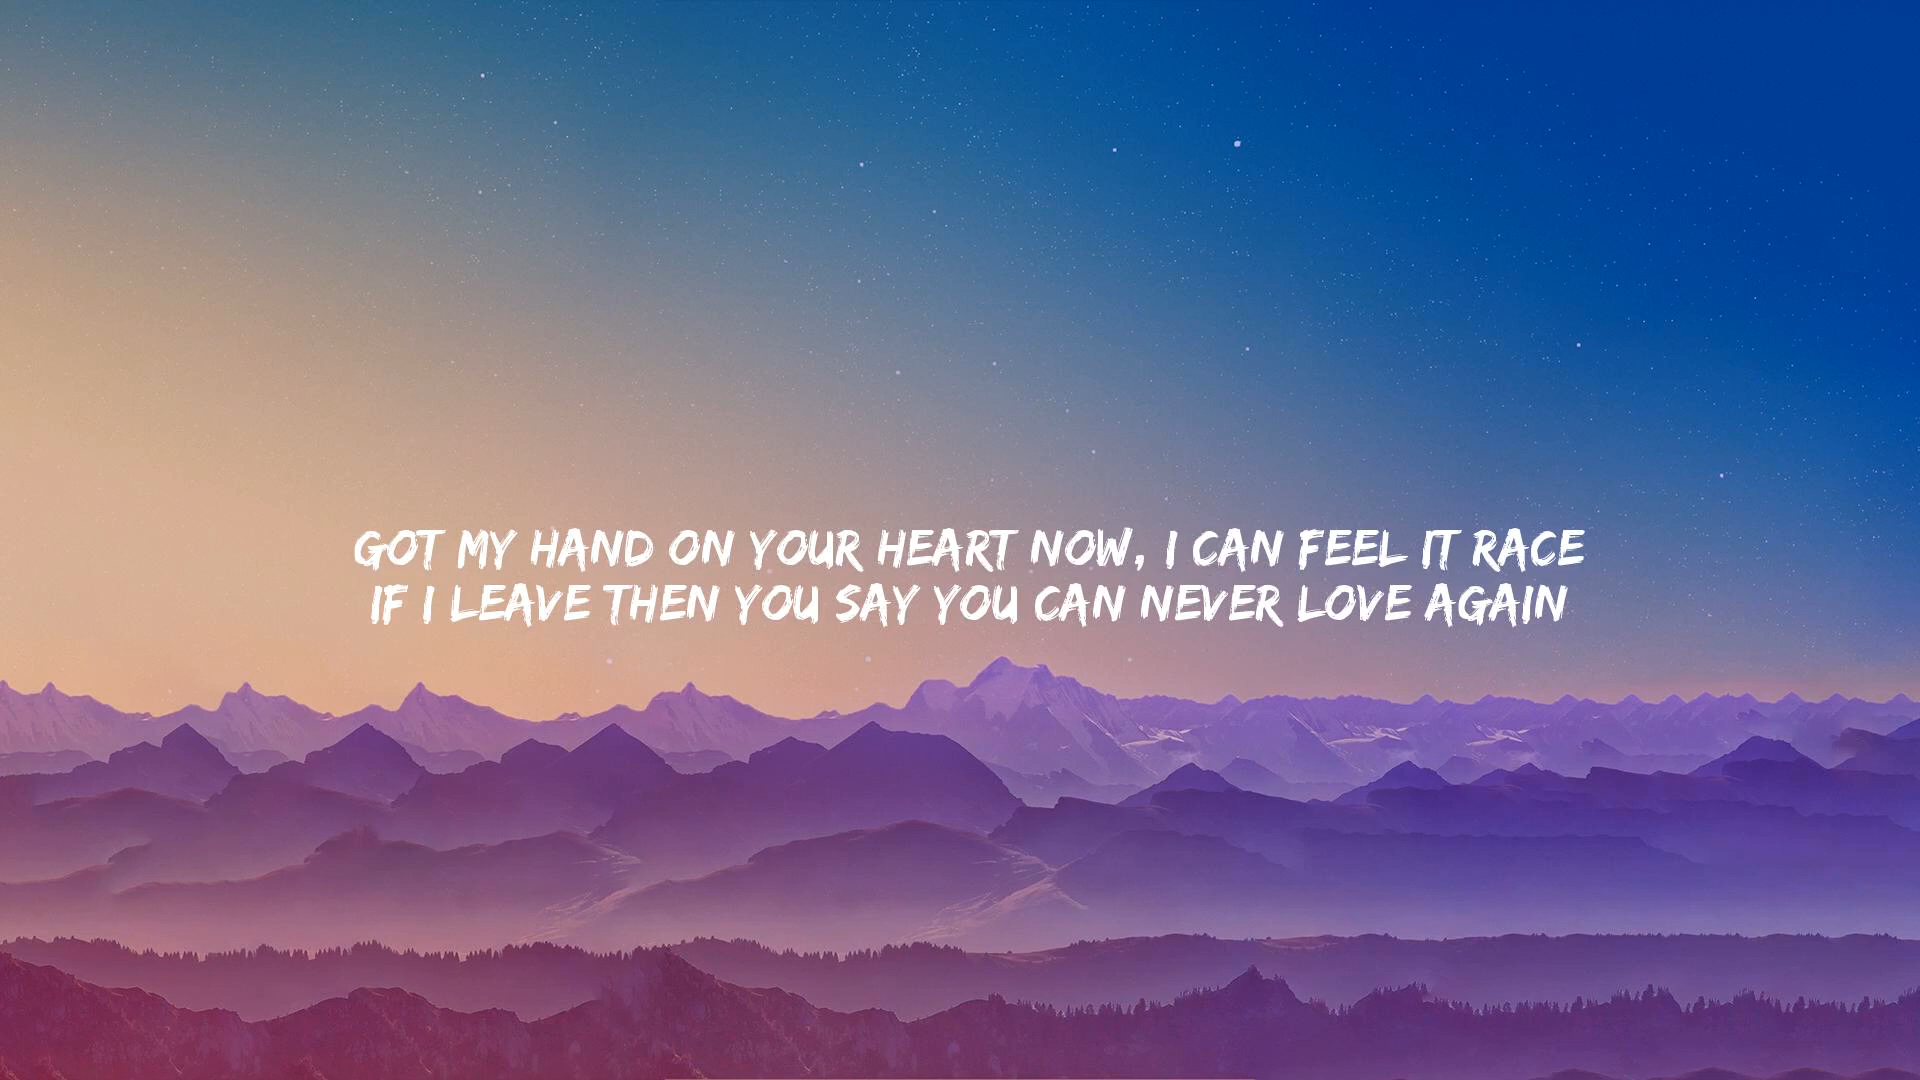 GOT MY HAND ON YOUR HEART NOW, I CAN FEEL IT RACE
IF I LEAVE THEN YOU SAY YOU CAN NEVER LOVE AGAIN